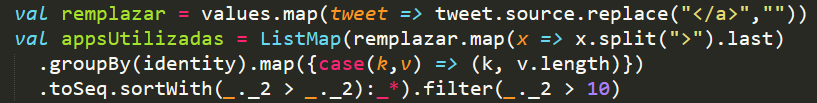 val remplazar = values.map(tweet => tweet.source.replace("</a>",""))
val appsUtilizadas = ListMap(remplazar.map(x => x.split(">").last)
.groupBy(identity).map({case(k,v) => (k, v.length)})
.toSeq.sortWith(_._2 > _._2):_*).filter(_._2 > 10)